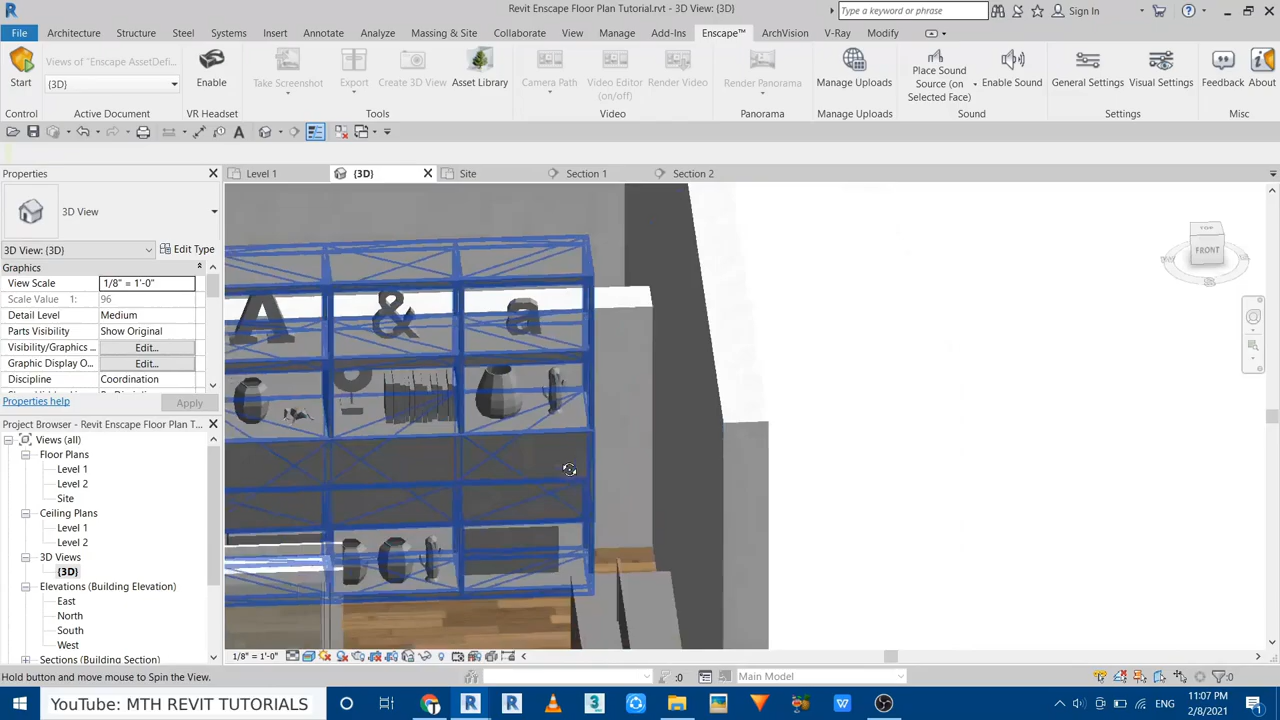 Revit Enscape Floor Plan Tutorial.rvt - 3D View: {3D}
Type a keyword or phrase
Sign In
File Architecture Structure Steel Systems Insert Annotate Analyze Massing & Site Collaborate View Manage Add-Ins Enscape™ ArchVision V-Ray Modify
Views of "Enscape AssetDefi
{3D}
Start
Enable
Take Screenshot
Export
Create 3D View
Asset Library
Camera Path
Video Editor
(on/off)
Render Video
Render Panorama
Manage Uploads
Place Sound
Source (on
Selected Face)
Enable Sound
General Settings
Visual Settings
Feedback
About
Control
Active Document
VR Headset
Tools
Video
Panorama
Manage Uploads
Sound
Settings
Misc
Properties
Level 1
{3D}
Site
Section 1
Section 2
3D View
3D View: {3D}
Edit Type
Graphics
View Scale 1/8" = 1'-0"
Scale Value 1: 96
Detail Level Medium
Parts Visibility Show Original
Visibility/Graphics ... Edit...
Graphic Display O... Edit...
Discipline Coordination
Properties help
Apply
Project Browser - Revit Enscape Floor Plan T...
Views (all)
Floor Plans
Level 1
Level 2
Site
Ceiling Plans
Level 1
Level 2
3D Views
{3D}
Elevations (Building Elevation)
East
North
South
West
Sections (Building Section)
TOP
FRONT
A & a
1/8" = 1'-0"
Hold button and move mouse to Spin the View.
:0
Main Model
:0
YouTube: MTH REVIT TUTORIALS
11:07 PM
2/8/2021